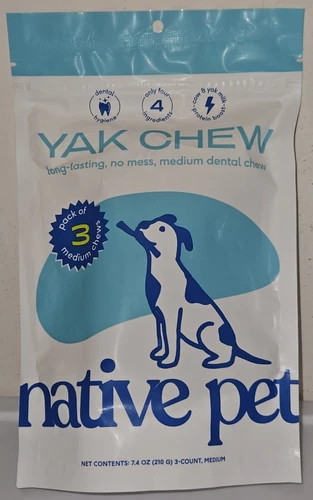 dental hygiene
only four ingredients
4
cow & yak milk protein boost
YAK CHEW
long-lasting, no mess, medium dental chews
pack of
3
medium chews
native pet
NET CONTENTS: 7.4 OZ (210 G) 3-COUNT, MEDIUM